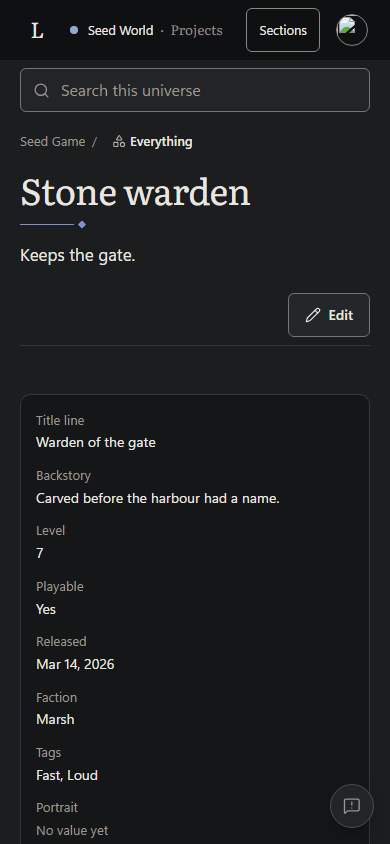 L
Seed World · Projects
Sections
Search this universe
Seed Game / Everything
Stone warden
Keeps the gate.
Edit
Title line
Warden of the gate
Backstory
Carved before the harbour had a name.
Level
7
Playable
Yes
Released
Mar 14, 2026
Faction
Marsh
Tags
Fast, Loud
Portrait
No value yet